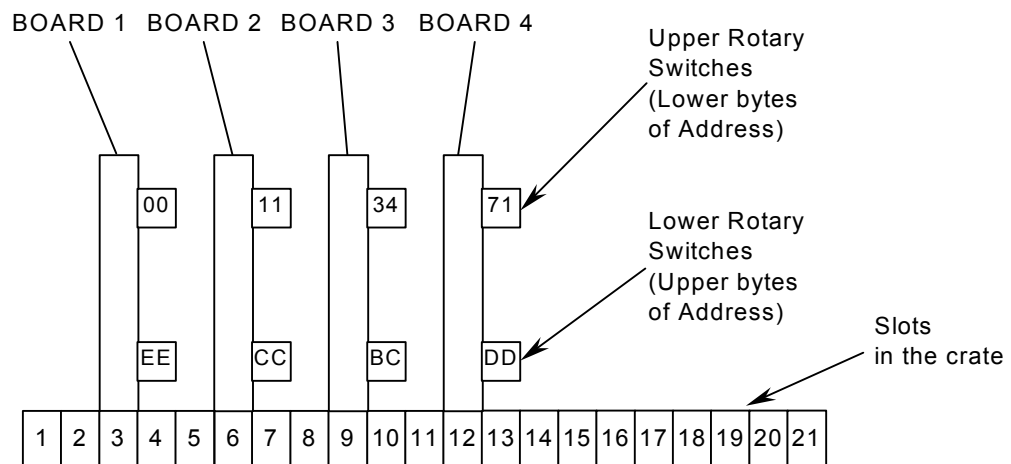 BOARD 1 BOARD 2 BOARD 3 BOARD 4
Upper Rotary
Switches
(Lower bytes
of Address)
00 11 34 71
Lower Rotary
Switches
(Upper bytes
of Address)
Slots
in the crate
EE CC BC DD
1 2 3 4 5 6 7 8 9 10 11 12 13 14 15 16 17 18 19 20 21